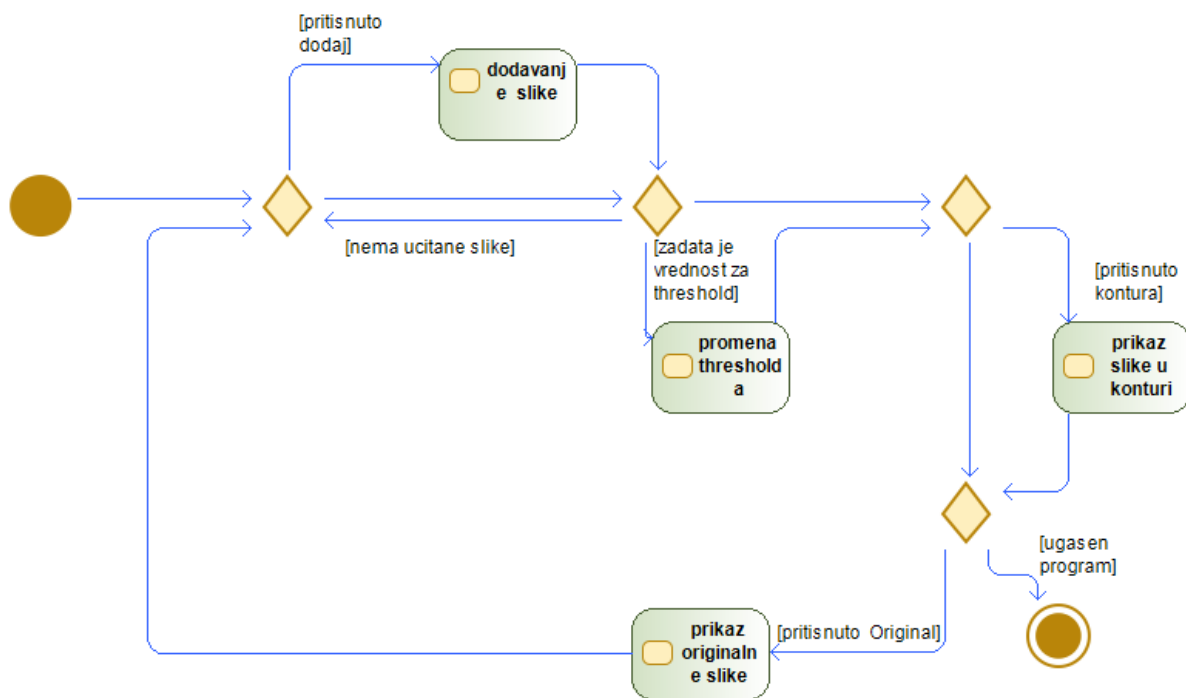 [pritisnuto
dodaj]
dodavanj
e slike
[nema ucitane slike]
[zadata je
vrednost za
threshold]
[pritisnuto
kontura]
promena
threshold
a
prikaz
slike u
konturi
[ugasen
program]
[pritisnuto Original]
prikaz
originaln
e slike